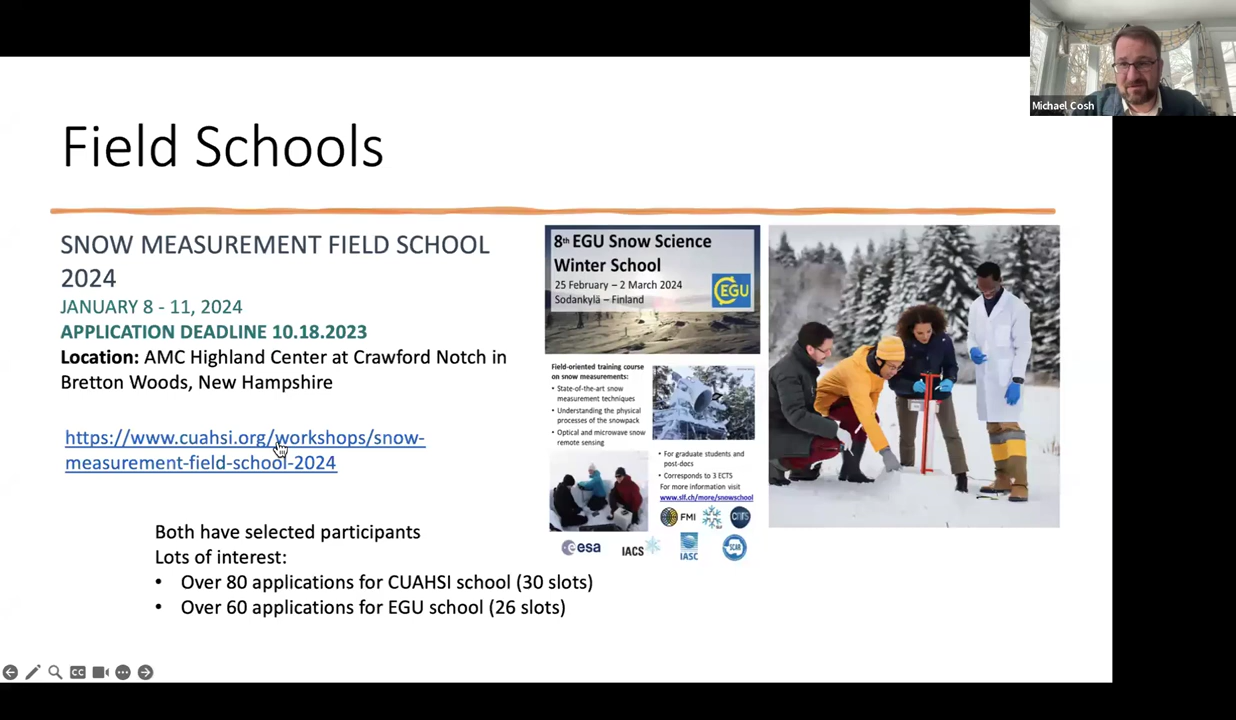 Michael Cosh
Field Schools
SNOW MEASUREMENT FIELD SCHOOL
2024
JANUARY 8 - 11, 2024
APPLICATION DEADLINE 10.18.2023
Location: AMC Highland Center at Crawford Notch in
Bretton Woods, New Hampshire
https://www.cuahsi.org/workshops/snow-
measurement-field-school-2024
Both have selected participants
Lots of interest:
• Over 80 applications for CUAHSI school (30 slots)
• Over 60 applications for EGU school (26 slots)
8th EGU Snow Science
Winter School
25 February – 2 March 2024
Sodankylä – Finland
EGU
Field-oriented training course
on snow measurements:
• State-of-the-art snow
measurement techniques
• Understanding the physical
processes of the snowpack
• Optical and microwave snow
remote sensing
• For graduate students and
post-docs
• Corresponds to 3 ECTS
For more information visit
www.slf.ch/more/snowschool
FMI
SLF
cnrs
esa
IACS
IASC
SCAR
CC